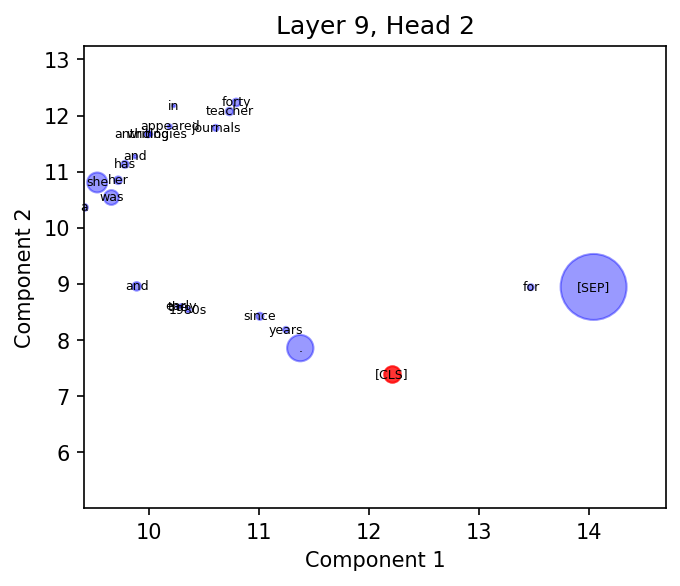 Layer 9, Head 2
13
12
11
10
9
8
7
6
Component 2
in
forty
teacher
appeared
journals
anthologies
and
has
her
she
was
a
and
early
1980s
since
years
.
[CLS]
for
[SEP]
10
11
12
13
14
Component 1